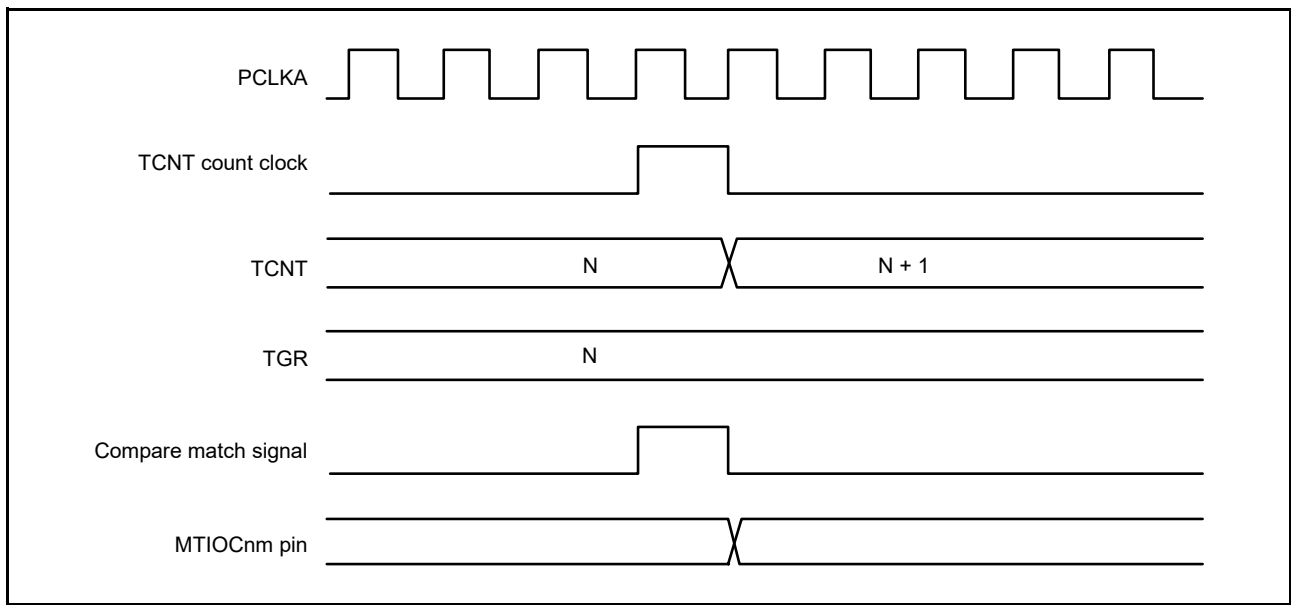 PCLKA
TCNT count clock
TCNT N N + 1
TGR N
Compare match signal
MTIOCnm pin